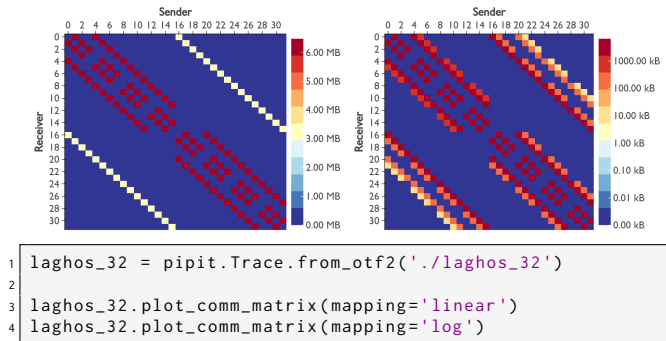 Sender
0 2 4 6 8 10 12 14 16 18 20 22 24 26 28 30
Receiver
0
2
4
6
8
10
11
14
16
18
20
22
24
26
28
30
6.00 MB
5.00 MB
4.00 MB
3.00 MB
2.00 MB
1.00 MB
0.00 MB
Sender
0 2 4 6 8 10 12 14 16 18 20 22 24 26 28 30
Receiver
0
2
4
6
8
10
11
14
16
18
20
22
24
26
28
30
1000.00 kB
100.00 kB
10.00 kB
1.00 kB
0.10 kB
0.01 kB
0.00 kB
1 laghos_32 = pipit.Trace.from_otf2('./laghos_32')
2
3 laghos_32.plot_comm_matrix(mapping='linear')
4 laghos_32.plot_comm_matrix(mapping='log')